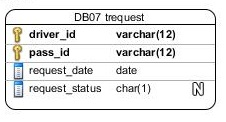 DB07 trequest
driver_id varchar(12)
pass_id varchar(12)
request_date date
request_status char(1) N